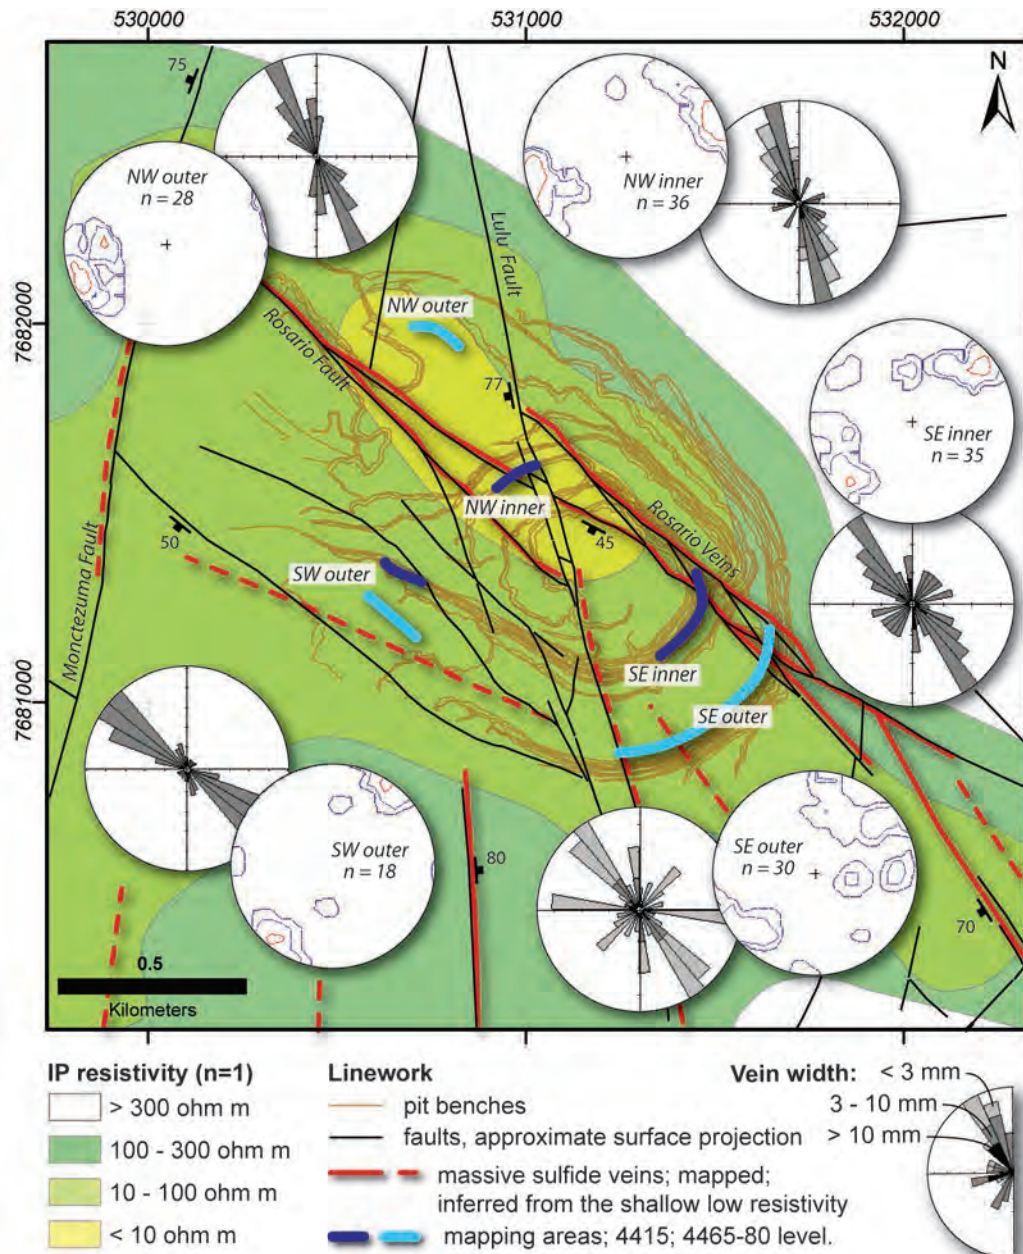 530000
531000
532000
N
75
NW outer
n = 28
NW inner
n = 36
Lulu Fault
7682000
NW outer
Rosario Fault
77
SE inner
n = 35
NW inner
50
45
Rosario Veins
Monctezuma Fault
SW outer
SE inner
7681000
SE outer
SW outer
n = 18
80
SE outer
n = 30
70
0.5
Kilometers
IP resistivity (n=1)
> 300 ohm m
100 - 300 ohm m
10 - 100 ohm m
< 10 ohm m
Linework
pit benches
faults, approximate surface projection
massive sulfide veins; mapped;
inferred from the shallow low resistivity
mapping areas; 4415; 4465-80 level.
Vein width:
< 3 mm
3 - 10 mm
> 10 mm